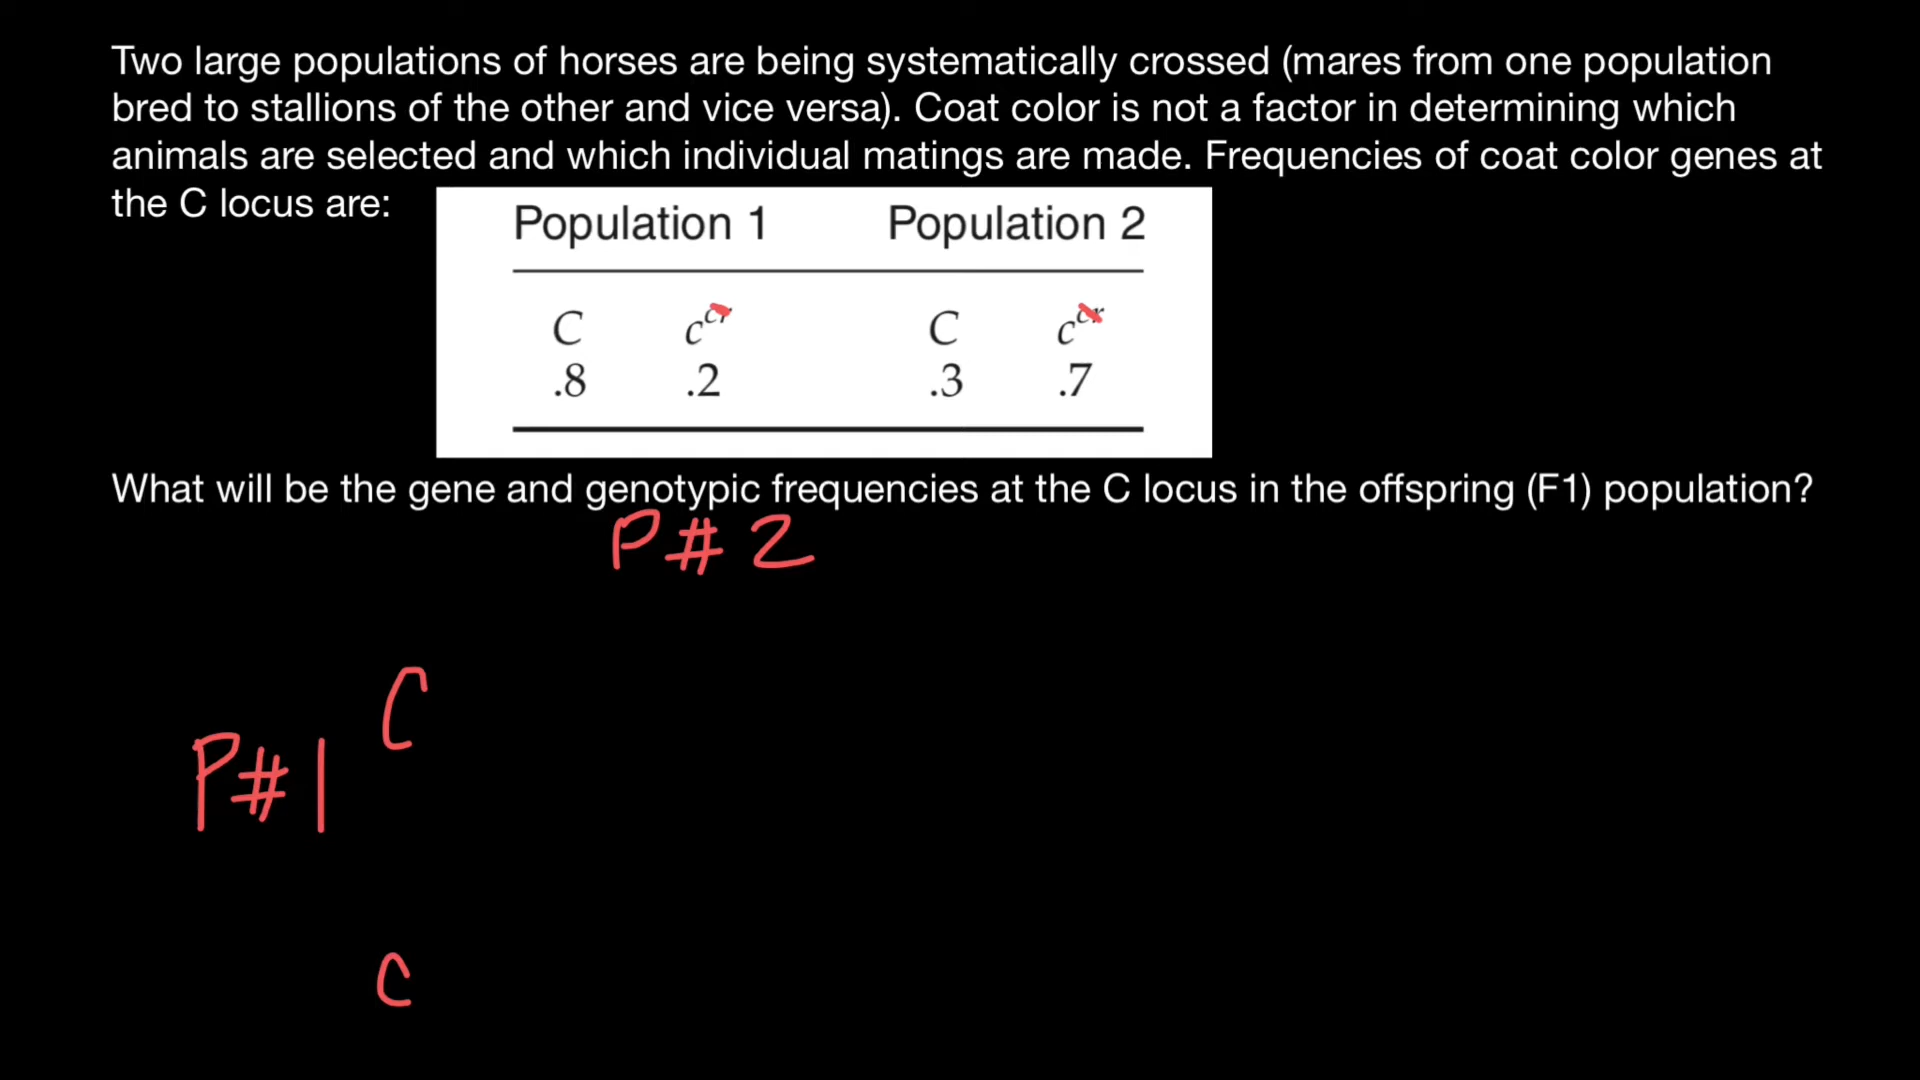 Two large populations of horses are being systematically crossed (mares from one population
bred to stallions of the other and vice versa). Coat color is not a factor in determining which
animals are selected and which individual matings are made. Frequencies of coat color genes at
the C locus are:
Population 1 Population 2
C c^cr C c^cr
.8 .2 .3 .7
What will be the gene and genotypic frequencies at the C locus in the offspring (F1) population?
P#2
C
P#1
c